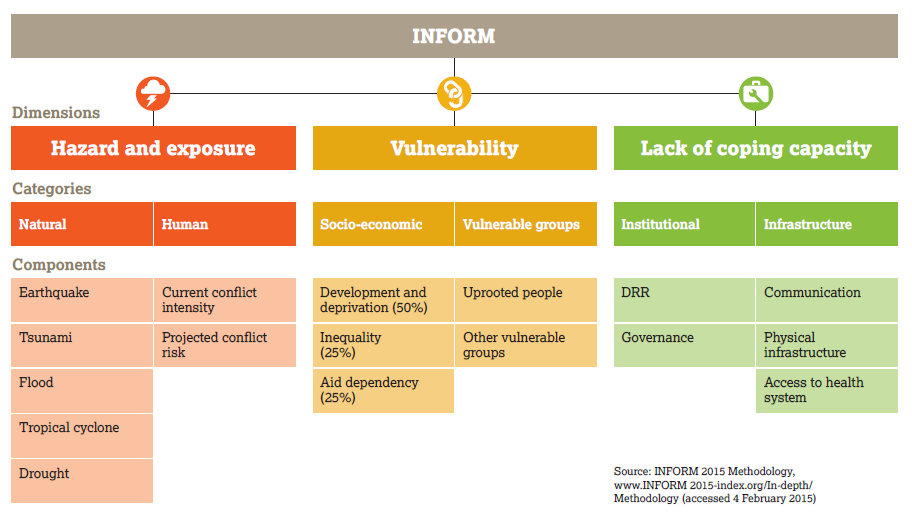 INFORM
Dimensions
Hazard and exposure
Vulnerability
Lack of coping capacity
Categories
Natural
Human
Socio-economic
Vulnerable groups
Institutional
Infrastructure
Components
Earthquake
Current conflict
intensity
Development and
deprivation (50%)
Uprooted people
DRR
Communication
Tsunami
Projected conflict
risk
Inequality
(25%)
Other vulnerable
groups
Governance
Physical
infrastructure
Flood
Aid dependency
(25%)
Access to health
system
Tropical cyclone
Drought
Source: INFORM 2015 Methodology,
www.INFORM 2015-index.org/In-depth/
Methodology (accessed 4 February 2015)